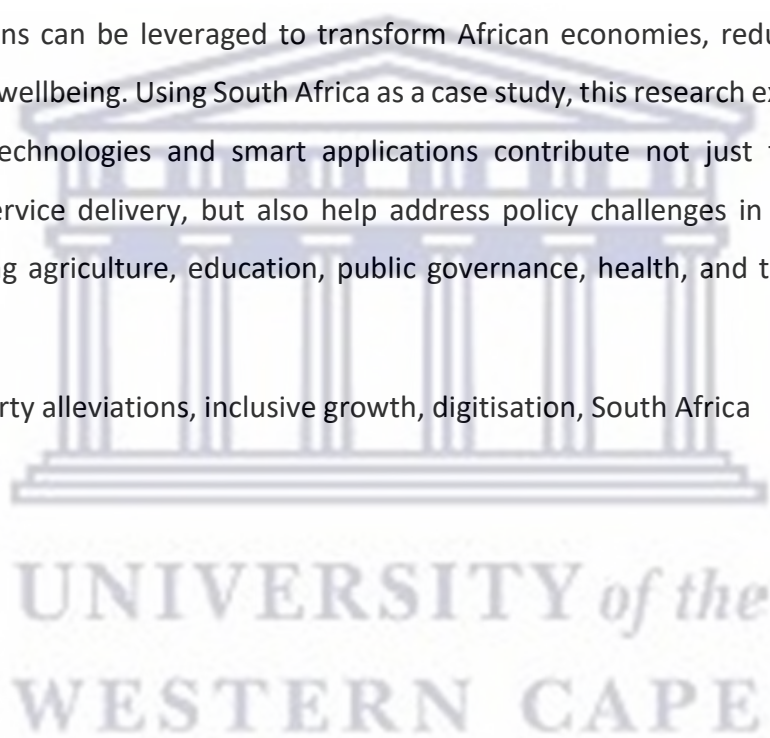 ns can be leveraged to transform African economies, redu
wellbeing. Using South Africa as a case study, this research ex
echnologies and smart applications contribute not just t
ervice delivery, but also help address policy challenges in
g agriculture, education, public governance, health, and t
rty alleviations, inclusive growth, digitisation, South Africa
UNIVERSITY of the
WESTERN CAPE